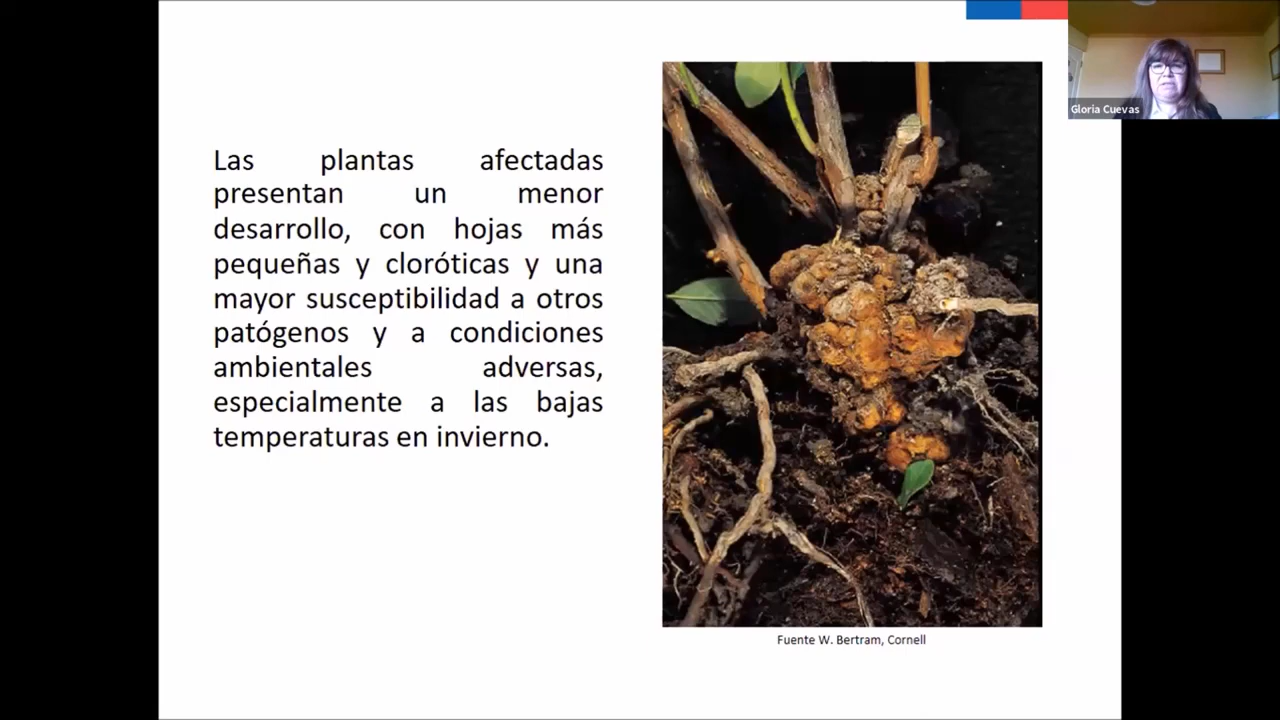 Gloria Cuevas
Las plantas afectadas
presentan un menor
desarrollo, con hojas más
pequeñas y cloróticas y una
mayor susceptibilidad a otros
patógenos y a condiciones
ambientales adversas,
especialmente a las bajas
temperaturas en invierno.
Fuente W. Bertram, Cornell